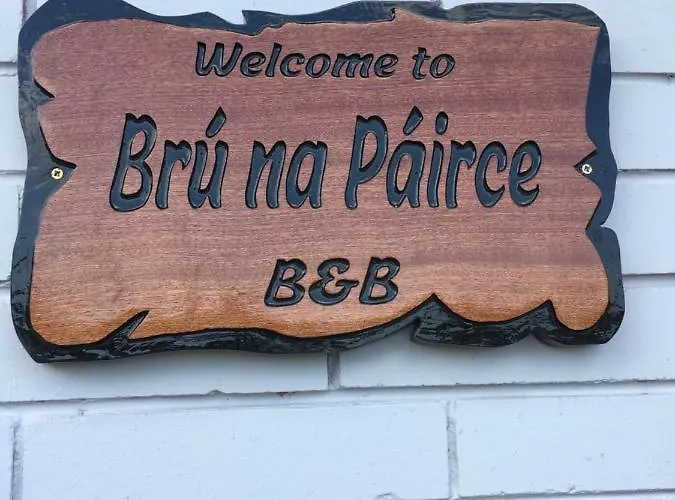 Welcome to
Brú na Páirce
B&B